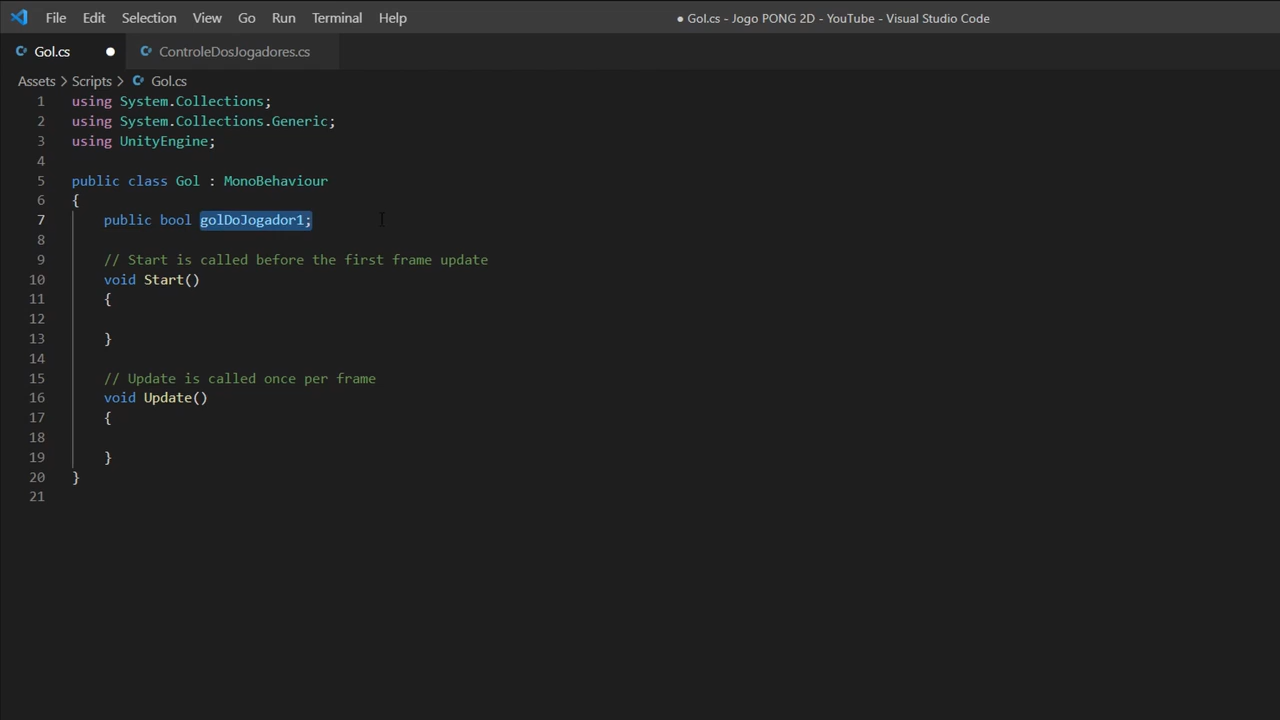 File Edit Selection View Go Run Terminal Help
● Gol.cs - Jogo PONG 2D - YouTube - Visual Studio Code
Gol.cs ● ControleDosJogadores.cs
Assets > Scripts > Gol.cs
1 using System.Collections;
2 using System.Collections.Generic;
3 using UnityEngine;
4
5 public class Gol : MonoBehaviour
6 {
7 public bool golDoJogador1;
8
9 // Start is called before the first frame update
10 void Start()
11 {
12
13 }
14
15 // Update is called once per frame
16 void Update()
17 {
18
19 }
20 }
21